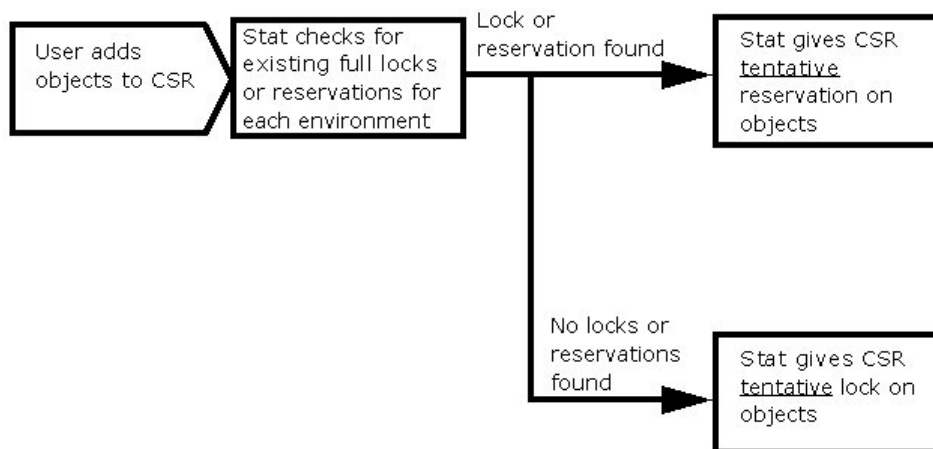 User adds
objects to CSR
Stat checks for
existing full locks
or reservations for
each environment
Lock or
reservation found
Stat gives CSR
tentative
reservation on
objects
No locks or
reservations
found
Stat gives CSR
tentative lock on
objects